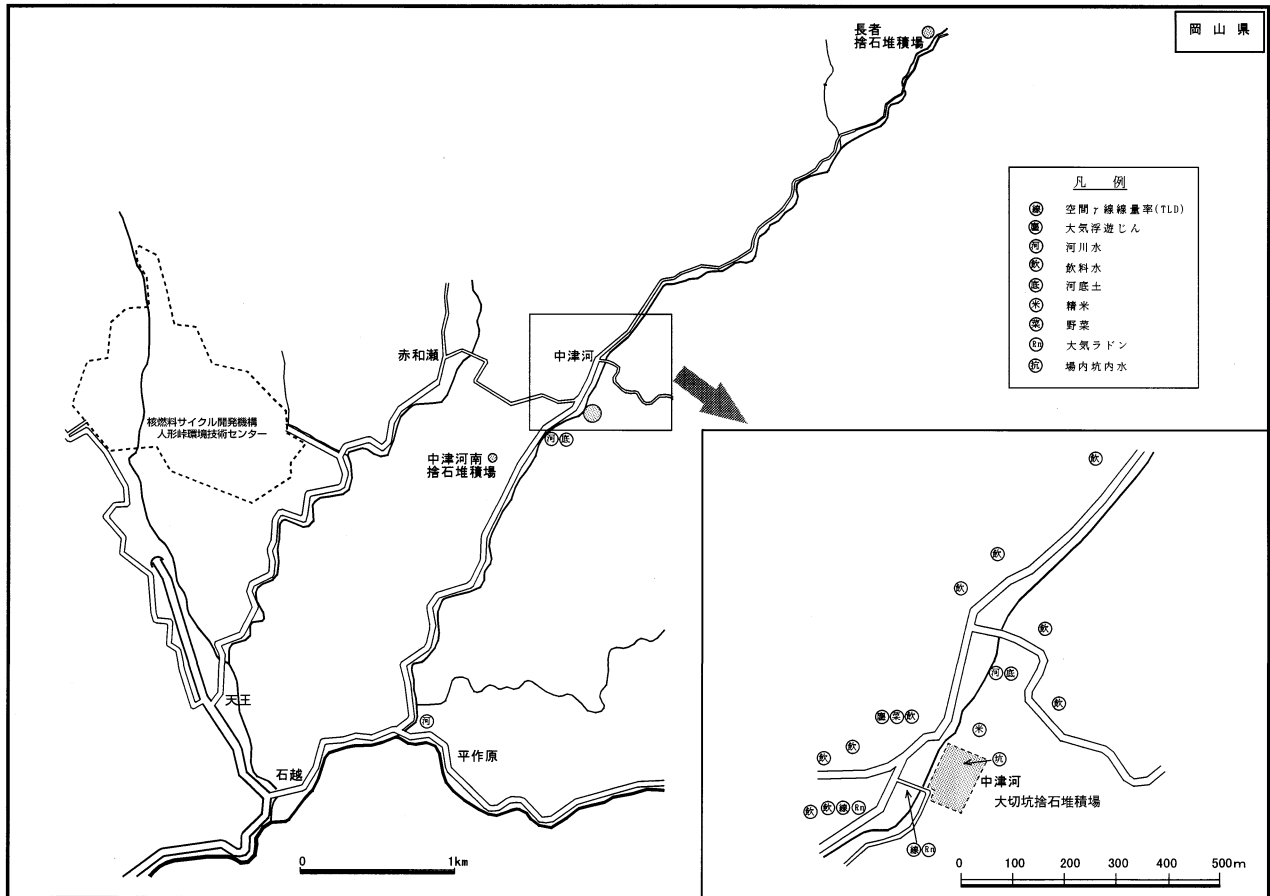 岡山県
長者
捨石堆積場
凡 例
線 空間γ線線量率(TLD)
塵 大気浮遊じん
河 河川水
飲 飲料水
底 河底土
米 精米
菜 野菜
Rn 大気ラドン
坑 場内坑内水
赤和瀬
中津河
核燃料サイクル開発機構
人形峠環境技術センター
河底
中津河南
捨石堆積場
天王
河
石越
平作原
0 1km
飲
飲
飲
飲
河底
飲
塵菜飲
米
飲
飲
坑
中津河
大切坑捨石堆積場
飲飲線Rn
線Rn
0 100 200 300 400 500m